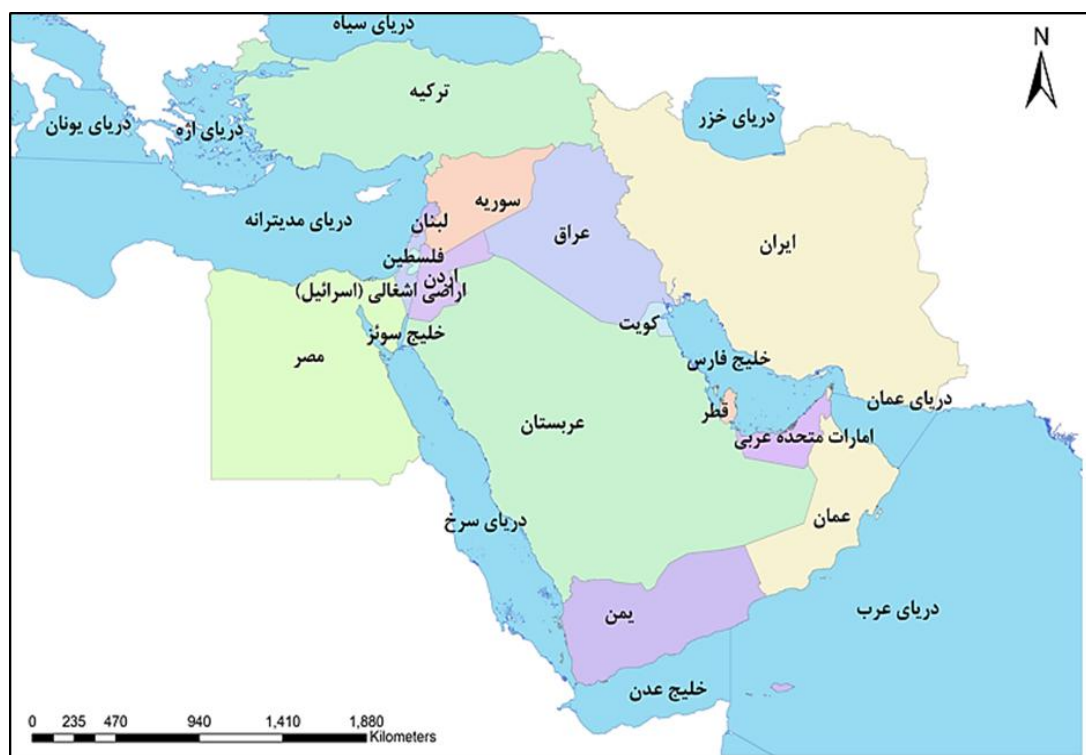 دریای سیاه
N
ترکیه
دریای خزر
دریای یونان
دریای اژه
سوریه
دریای مدیترانه
لبنان
عراق
ایران
فلسطین
اردن
اراضی اشغالی (اسرائیل)
کویت
خلیج سوئز
مصر
خلیج فارس
دریای عمان
قطر
عربستان
امارات متحده عربی
عمان
دریای سرخ
یمن
دریای عرب
خلیج عدن
0 235 470 940 1,410 1,880
Kilometers